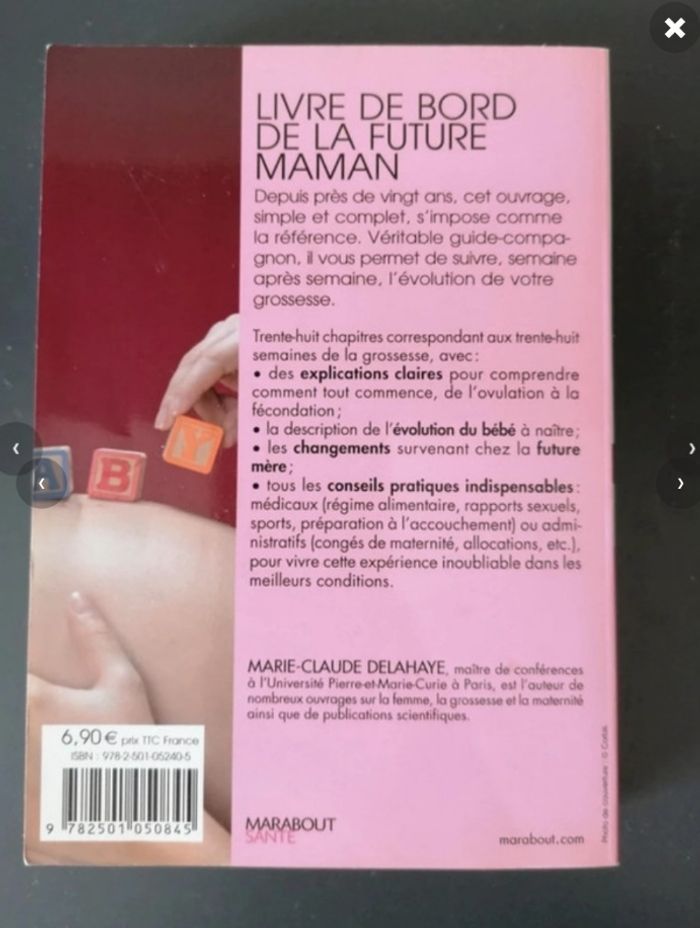 LIVRE DE BORD
DE LA FUTURE
MAMAN
Depuis près de vingt ans, cet ouvrage,
simple et complet, s'impose comme
la référence. Véritable guide-compa-
gnon, il vous permet de suivre, semaine
après semaine, l'évolution de votre
grossesse.
Trente-huit chapitres correspondant aux trente-huit
semaines de la grossesse, avec :
• des explications claires pour comprendre
comment tout commence, de l'ovulation à la
fécondation ;
• la description de l'évolution du bébé à naître ;
• les changements survenant chez la future
mère ;
• tous les conseils pratiques indispensables :
médicaux (régime alimentaire, rapports sexuels,
sports, préparation à l'accouchement) ou admi-
nistratifs (congés de maternité, allocations, etc.),
pour vivre cette expérience inoubliable dans les
meilleurs conditions.
MARIE-CLAUDE DELAHAYE, maître de conférences
à l'Université Pierre-et-Marie-Curie à Paris, est l'auteur de
nombreux ouvrages sur la femme, la grossesse et la maternité
ainsi que de publications scientifiques.
A B Y
6,90 € prix TTC France
ISBN : 978-2-501-05240-5
9 782501 050845
MARABOUT
SANTÉ
marabout.com
Photo de couverture : © Corbis